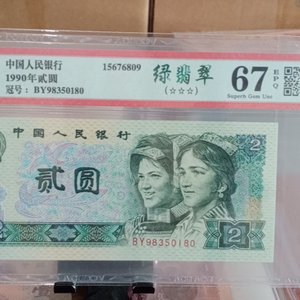 中国人民银行 15676809 绿翡翠 67 EPQ
1990年贰圆 (☆☆☆) Superb Gem Unc
冠号：BY98350180
中国人民银行
贰圆
BY98350180
2